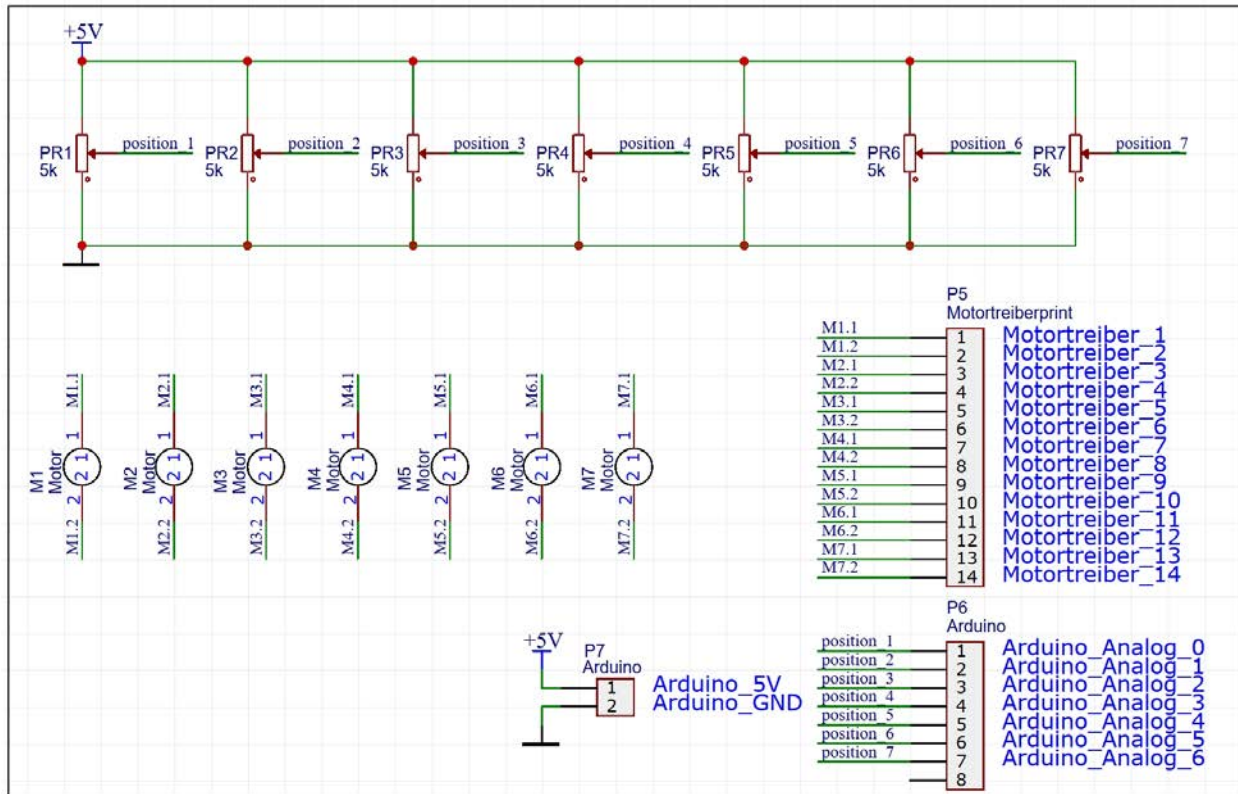 +5V
PR1
5k
position_1
PR2
5k
position_2
PR3
5k
position_3
PR4
5k
position_4
PR5
5k
position_5
PR6
5k
position_6
PR7
5k
position_7
M1.1
M1
Motor
1
2 1
2
M1.2
M2.1
M2
Motor
1
2 1
2
M2.2
M3.1
M3
Motor
1
2 1
2
M3.2
M4.1
M4
Motor
1
2 1
2
M4.2
M5.1
M5
Motor
1
2 1
2
M5.2
M6.1
M6
Motor
1
2 1
2
M6.2
M7.1
M7
Motor
1
2 1
2
M7.2
P5
Motortreiberprint
M1.1 1 Motortreiber_1
M1.2 2 Motortreiber_2
M2.1 3 Motortreiber_3
M2.2 4 Motortreiber_4
M3.1 5 Motortreiber_5
M3.2 6 Motortreiber_6
M4.1 7 Motortreiber_7
M4.2 8 Motortreiber_8
M5.1 9 Motortreiber_9
M5.2 10 Motortreiber_10
M6.1 11 Motortreiber_11
M6.2 12 Motortreiber_12
M7.1 13 Motortreiber_13
M7.2 14 Motortreiber_14
+5V
P7
Arduino
1 Arduino_5V
2 Arduino_GND
P6
Arduino
position_1 1 Arduino_Analog_0
position_2 2 Arduino_Analog_1
position_3 3 Arduino_Analog_2
position_4 4 Arduino_Analog_3
position_5 5 Arduino_Analog_4
position_6 6 Arduino_Analog_5
position_7 7 Arduino_Analog_6
8